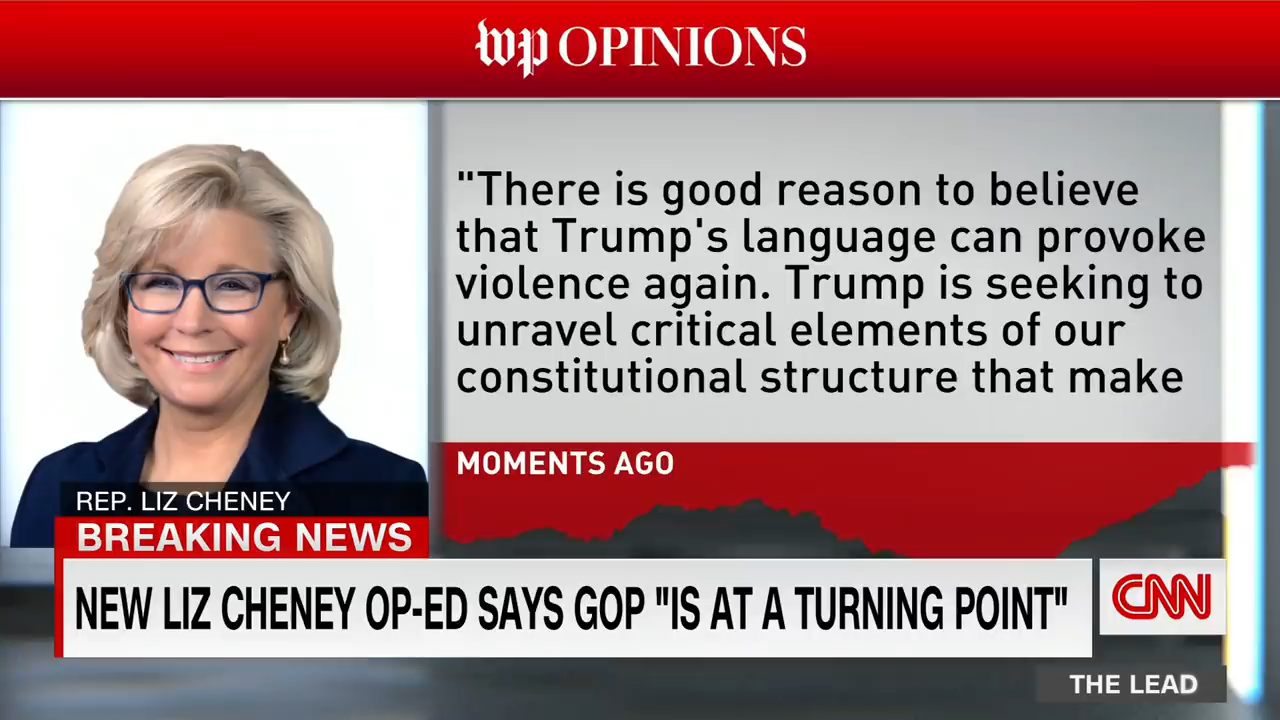 wp OPINIONS
"There is good reason to believe
that Trump's language can provoke
violence again. Trump is seeking to
unravel critical elements of our
constitutional structure that make
MOMENTS AGO
REP. LIZ CHENEY
BREAKING NEWS
NEW LIZ CHENEY OP-ED SAYS GOP "IS AT A TURNING POINT"
CNN
THE LEAD